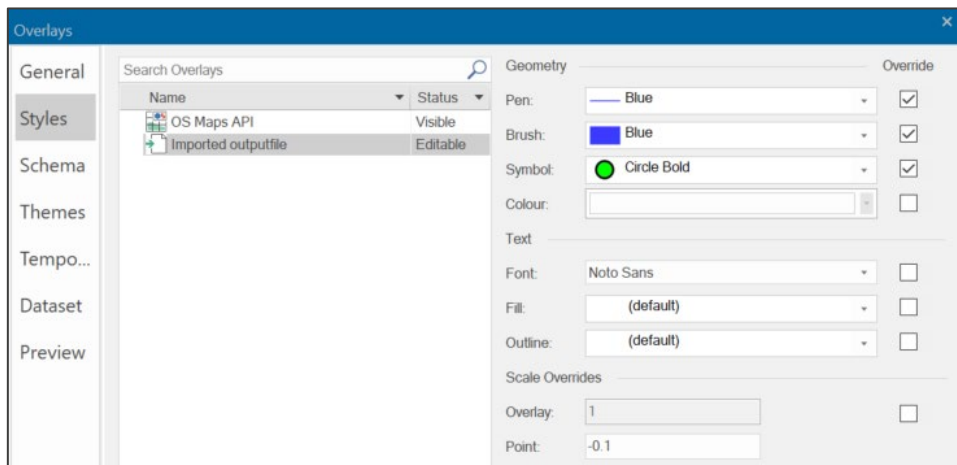 Overlays
General
Styles
Schema
Themes
Tempo...
Dataset
Preview
Search Overlays
Name Status
OS Maps API Visible
Imported outputfile Editable
Geometry Override
Pen: Blue
Brush: Blue
Symbol: Circle Bold
Colour:
Text
Font: Noto Sans
Fill: (default)
Outline: (default)
Scale Overrides
Overlay: 1
Point: -0.1